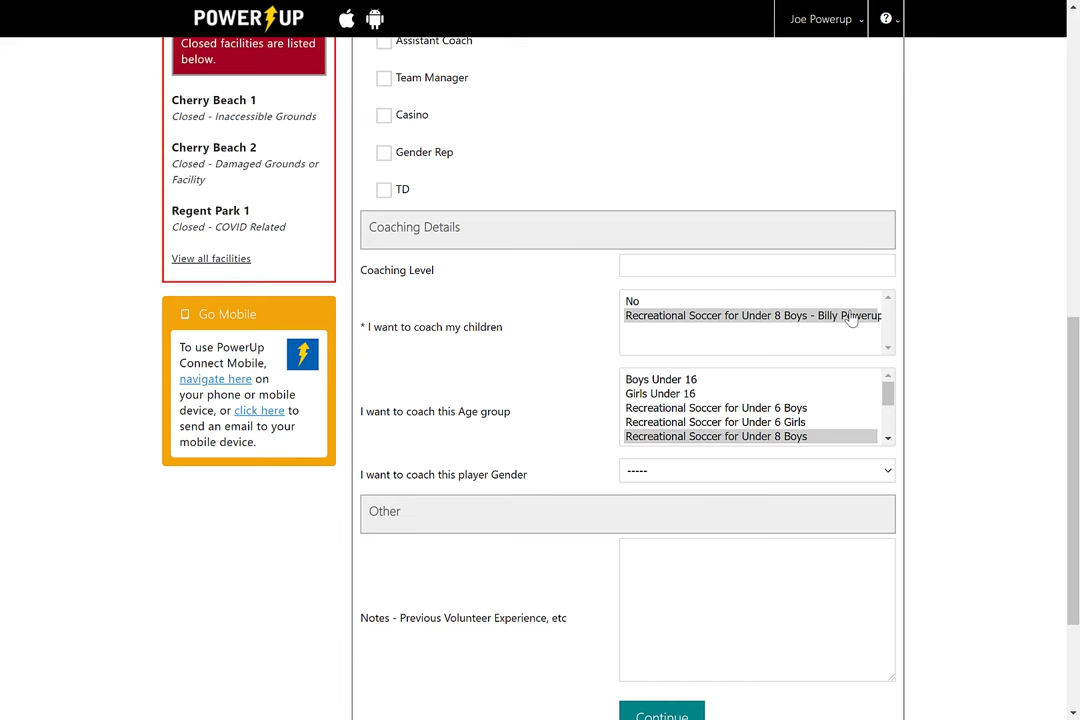 POWER UP
Joe Powerup
?
Closed facilities are listed
below.
Cherry Beach 1
Closed - Inaccessible Grounds
Cherry Beach 2
Closed - Damaged Grounds or
Facility
Regent Park 1
Closed - COVID Related
View all facilities
Go Mobile
To use PowerUp
Connect Mobile,
navigate here on
your phone or mobile
device, or click here to
send an email to your
mobile device.
Assistant Coach
Team Manager
Casino
Gender Rep
TD
Coaching Details
Coaching Level
* I want to coach my children
No
Recreational Soccer for Under 8 Boys - Billy Powerup
I want to coach this Age group
Boys Under 16
Girls Under 16
Recreational Soccer for Under 6 Boys
Recreational Soccer for Under 6 Girls
Recreational Soccer for Under 8 Boys
I want to coach this player Gender
-----
Other
Notes - Previous Volunteer Experience, etc
Continue